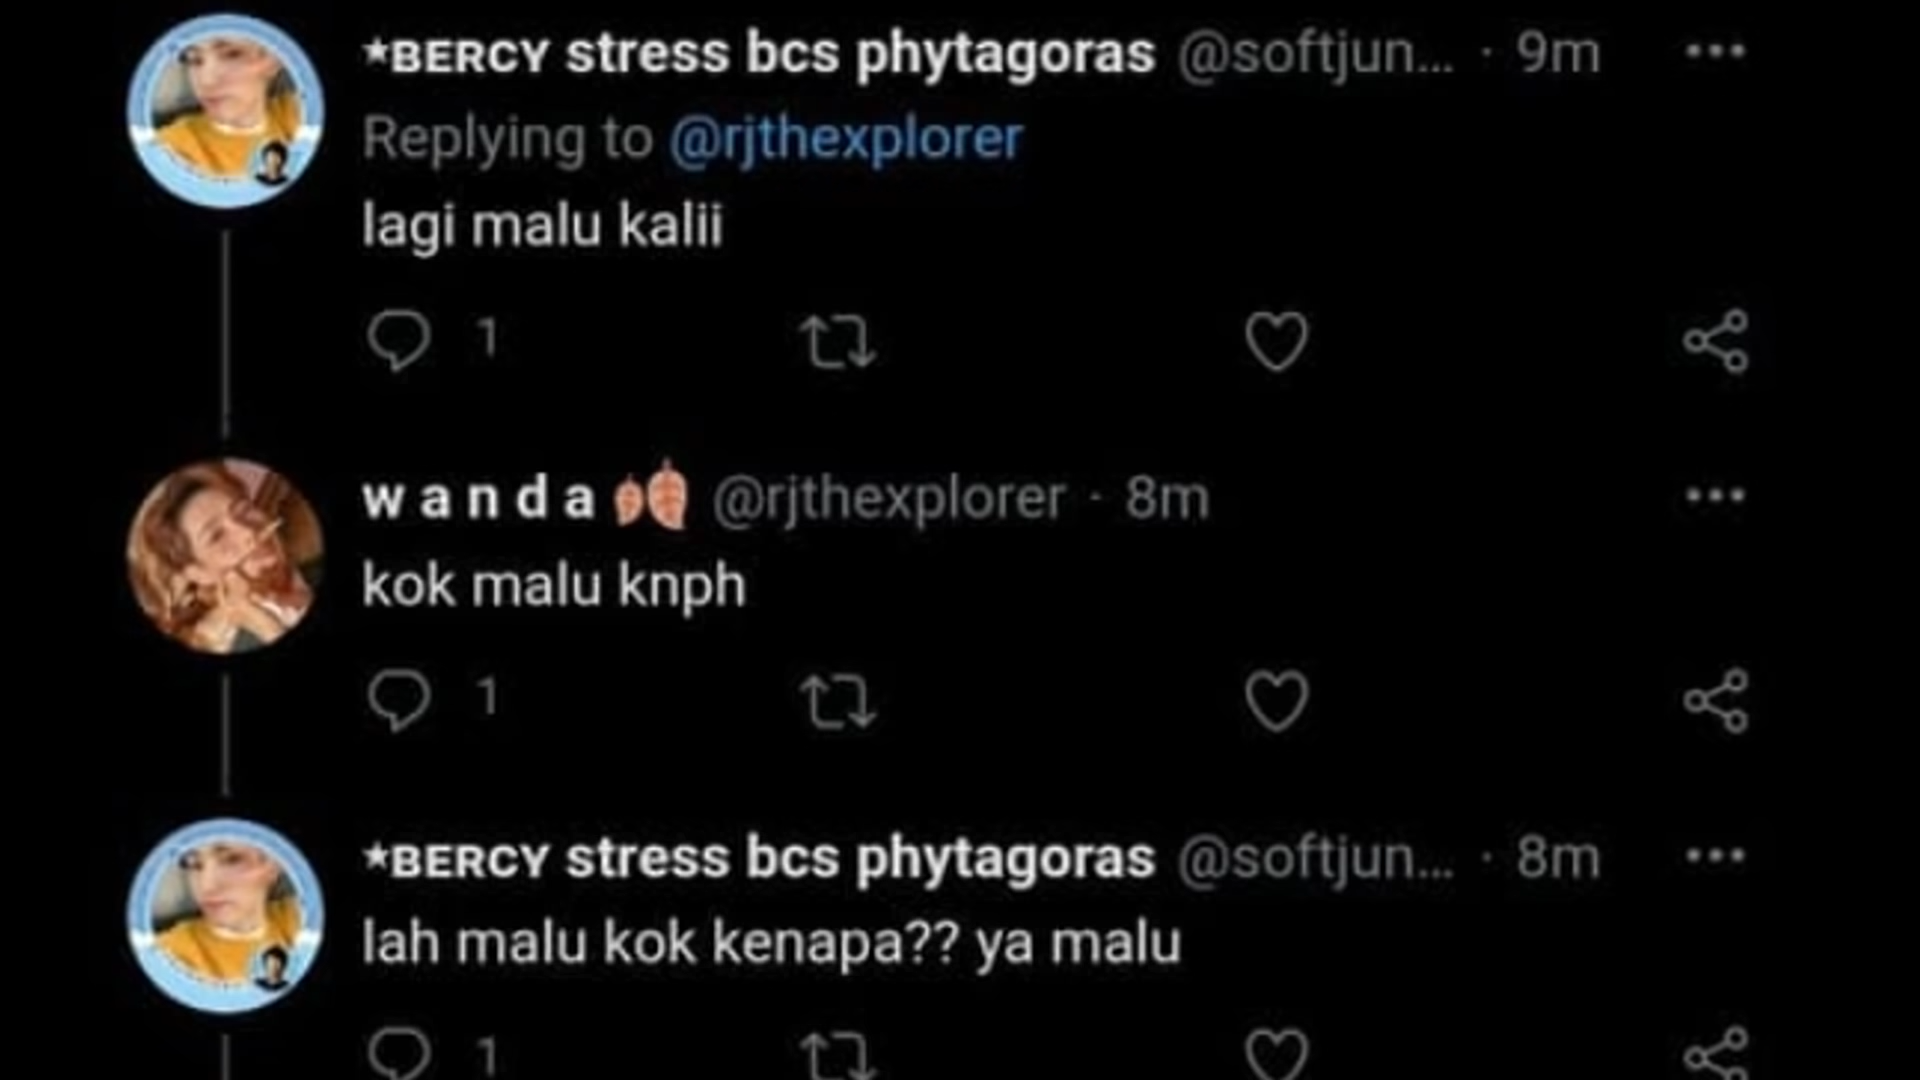 *BERCY stress bcs phytagoras @softjun... · 9m
Replying to @rjthexplorer
lagi malu kalii
1
w a n d a @rjthexplorer · 8m
kok malu knph
1
*BERCY stress bcs phytagoras @softjun... · 8m
lah malu kok kenapa?? ya malu
1